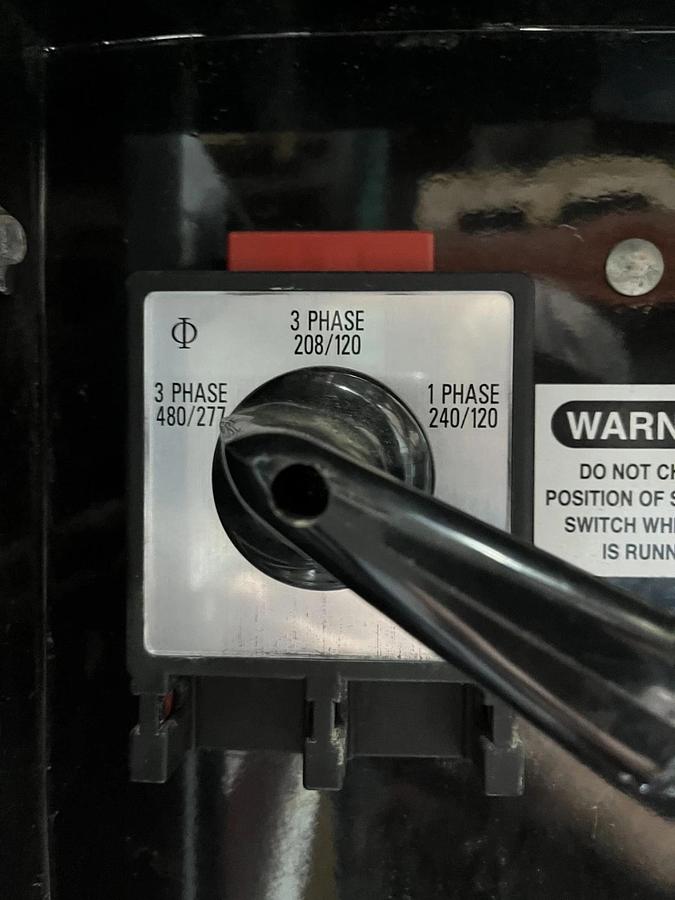 Φ
3 PHASE
208/120
3 PHASE
480/277
1 PHASE
240/120
WARN
DO NOT CH
POSITION OF S
SWITCH WH
IS RUNN